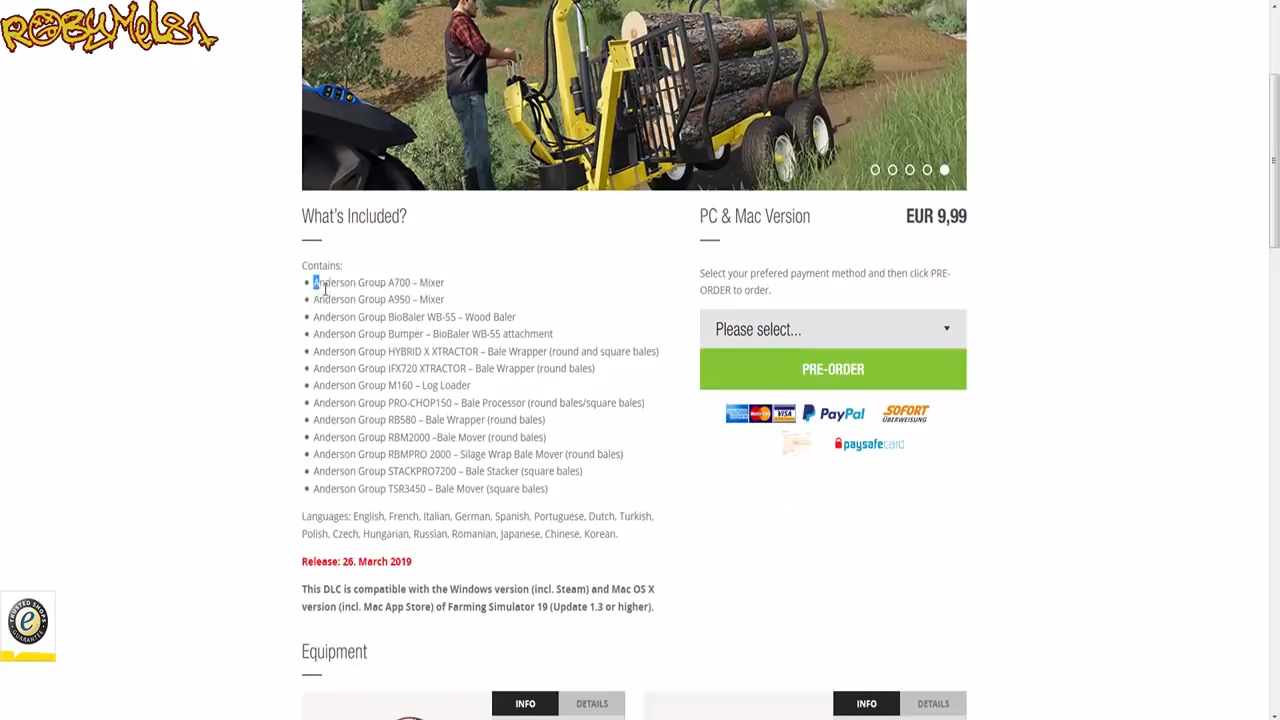 RobyMel81
What's Included?
Contains:
• Anderson Group A700 – Mixer
• Anderson Group A950 – Mixer
• Anderson Group BioBaler WB-55 – Wood Baler
• Anderson Group Bumper – BioBaler WB-55 attachment
• Anderson Group HYBRID X XTRACTOR – Bale Wrapper (round and square bales)
• Anderson Group IFX720 XTRACTOR – Bale Wrapper (round bales)
• Anderson Group M160 – Log Loader
• Anderson Group PRO-CHOP150 – Bale Processor (round bales/square bales)
• Anderson Group RB580 – Bale Wrapper (round bales)
• Anderson Group RBM2000 –Bale Mover (round bales)
• Anderson Group RBMPRO 2000 – Silage Wrap Bale Mover (round bales)
• Anderson Group STACKPRO7200 – Bale Stacker (square bales)
• Anderson Group TSR3450 – Bale Mover (square bales)
Languages: English, French, Italian, German, Spanish, Portuguese, Dutch, Turkish,
Polish, Czech, Hungarian, Russian, Romanian, Japanese, Chinese, Korean.
Release: 26. March 2019
This DLC is compatible with the Windows version (incl. Steam) and Mac OS X
version (incl. Mac App Store) of Farming Simulator 19 (Update 1.3 or higher).
PC & Mac Version EUR 9,99
Select your prefered payment method and then click PRE-
ORDER to order.
Please select...
PRE-ORDER
VISA PayPal SOFORT
ÜBERWEISUNG
paysafecard
TRUSTED SHOPS
GUARANTEE
Equipment
INFO DETAILS
INFO DETAILS